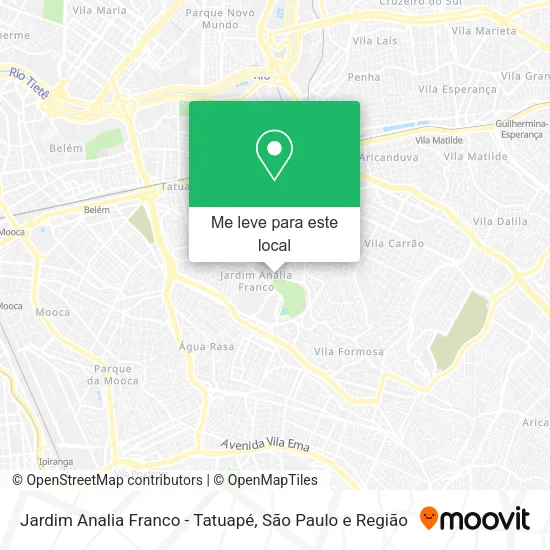 Vila Maria
Parque Novo
Mundo
Cruzeiro do Sul
Vila Marieta
Vila Laís
Rio
Penha
Vila Gran
Rio Tietê
Vila Esperança
Guilhermina-
Esperança
Vila Matilde
Belém
Aricanduva
Vila Matilde
Tatua
Belém
Me leve para este
local
Vila Dalila
Mooca
Vila Carrão
Jardim Anália
Franco
Mooca
Mooca
Água Rasa
Vila Formosa
Parque
da Mooca
Avenida Vila Ema
Ipiranga
© OpenStreetMap contributors | © OpenMapTiles
Jardim Analia Franco - Tatuapé, São Paulo e Região
moovit